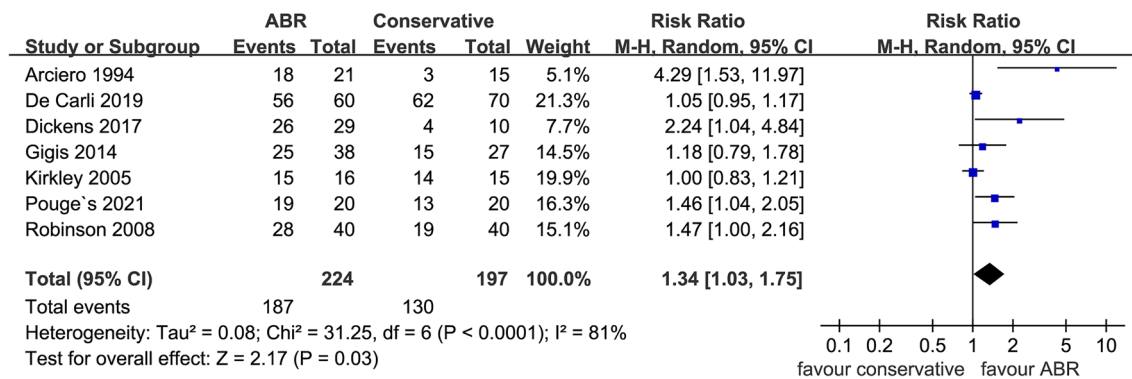 ABR Conservative Risk Ratio Risk Ratio
Study or Subgroup Events Total Events Total Weight M-H, Random, 95% CI M-H, Random, 95% CI
Arciero 1994 18 21 3 15 5.1% 4.29 [1.53, 11.97]
De Carli 2019 56 60 62 70 21.3% 1.05 [0.95, 1.17]
Dickens 2017 26 29 4 10 7.7% 2.24 [1.04, 4.84]
Gigis 2014 25 38 15 27 14.5% 1.18 [0.79, 1.78]
Kirkley 2005 15 16 14 15 19.9% 1.00 [0.83, 1.21]
Pouge`s 2021 19 20 13 20 16.3% 1.46 [1.04, 2.05]
Robinson 2008 28 40 19 40 15.1% 1.47 [1.00, 2.16]
Total (95% CI) 224 197 100.0% 1.34 [1.03, 1.75]
Total events 187 130
Heterogeneity: Tau² = 0.08; Chi² = 31.25, df = 6 (P < 0.0001); I² = 81%
Test for overall effect: Z = 2.17 (P = 0.03)
0.1 0.2 0.5 1 2 5 10
favour conservative favour ABR